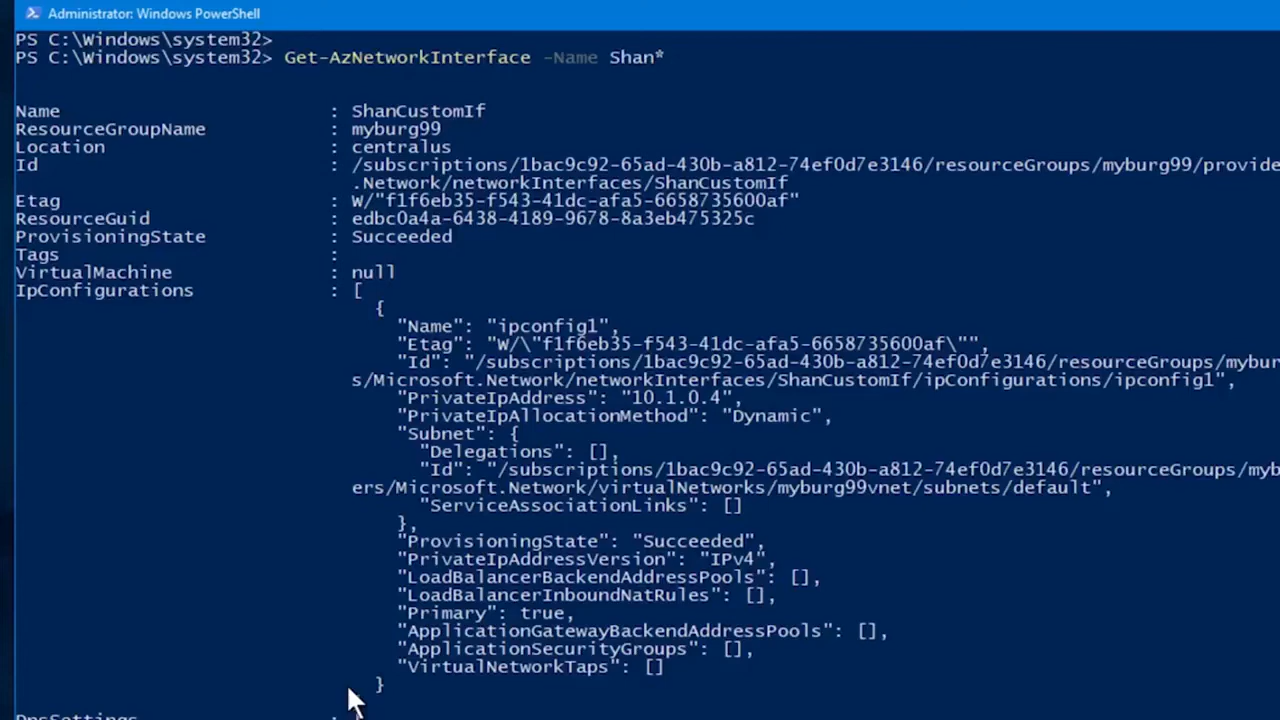 Administrator: Windows PowerShell
PS C:\Windows\system32>
PS C:\Windows\system32> Get-AzNetworkInterface -Name Shan*
Name : ShanCustomIf
ResourceGroupName : myburg99
Location : centralus
Id : /subscriptions/1bac9c92-65ad-430b-a812-74ef0d7e3146/resourceGroups/myburg99/provide
.Network/networkInterfaces/ShanCustomIf
Etag : W/"f1f6eb35-f543-41dc-afa5-6658735600af"
ResourceGuid : edbc0a4a-6438-4189-9678-8a3eb475325c
ProvisioningState : Succeeded
Tags :
VirtualMachine : null
IpConfigurations : [
{
"Name": "ipconfig1",
"Etag": "W/\"f1f6eb35-f543-41dc-afa5-6658735600af\"",
"Id": "/subscriptions/1bac9c92-65ad-430b-a812-74ef0d7e3146/resourceGroups/mybur
s/Microsoft.Network/networkInterfaces/ShanCustomIf/ipConfigurations/ipconfig1",
"PrivateIpAddress": "10.1.0.4",
"PrivateIpAllocationMethod": "Dynamic",
"Subnet": {
"Delegations": [],
"Id": "/subscriptions/1bac9c92-65ad-430b-a812-74ef0d7e3146/resourceGroups/myb
ers/Microsoft.Network/virtualNetworks/myburg99vnet/subnets/default",
"ServiceAssociationLinks": []
},
"ProvisioningState": "Succeeded",
"PrivateIpAddressVersion": "IPv4",
"LoadBalancerBackendAddressPools": [],
"LoadBalancerInboundNatRules": [],
"Primary": true,
"ApplicationGatewayBackendAddressPools": [],
"ApplicationSecurityGroups": [],
"VirtualNetworkTaps": []
}
DnsSettings :